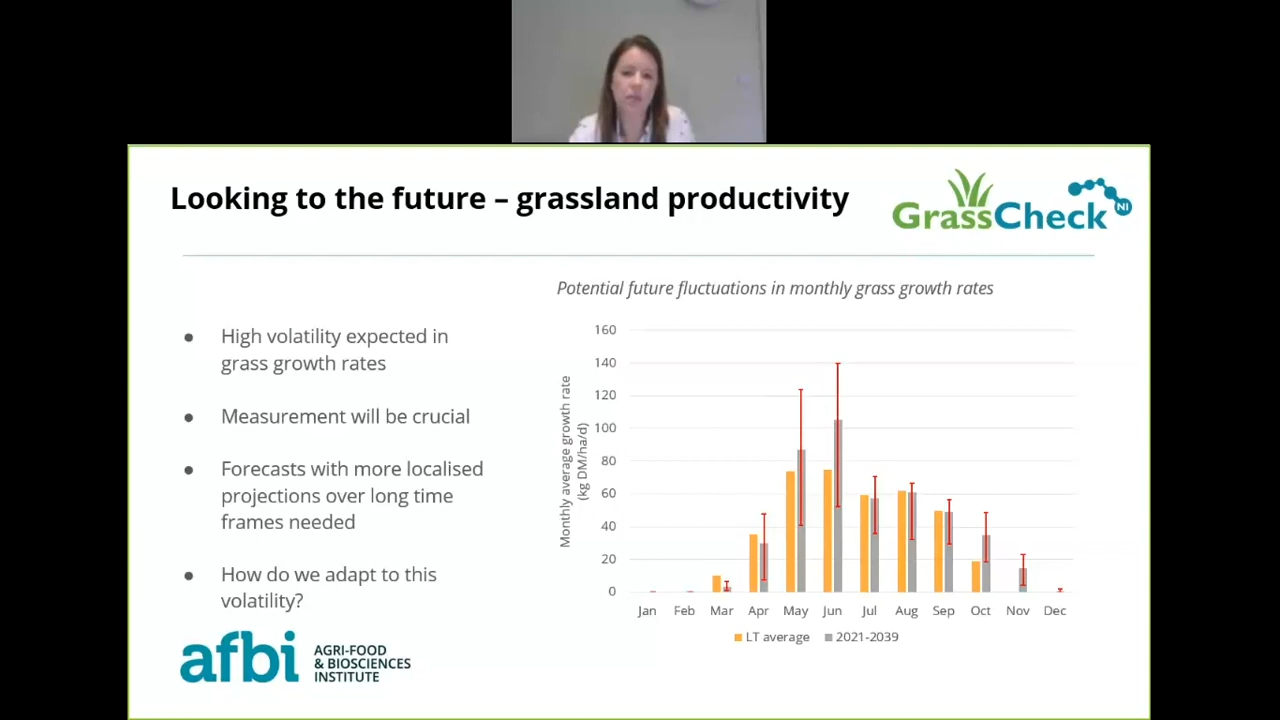 Looking to the future – grassland productivity
GrassCheck NI
Potential future fluctuations in monthly grass growth rates
● High volatility expected in
grass growth rates
● Measurement will be crucial
● Forecasts with more localised
projections over long time
frames needed
● How do we adapt to this
volatility?
Monthly average growth rate
(kg DM/ha/d)
160
140
120
100
80
60
40
20
0
Jan Feb Mar Apr May Jun Jul Aug Sep Oct Nov Dec
LT average 2021-2039
afbi
AGRI-FOOD
& BIOSCIENCES
INSTITUTE